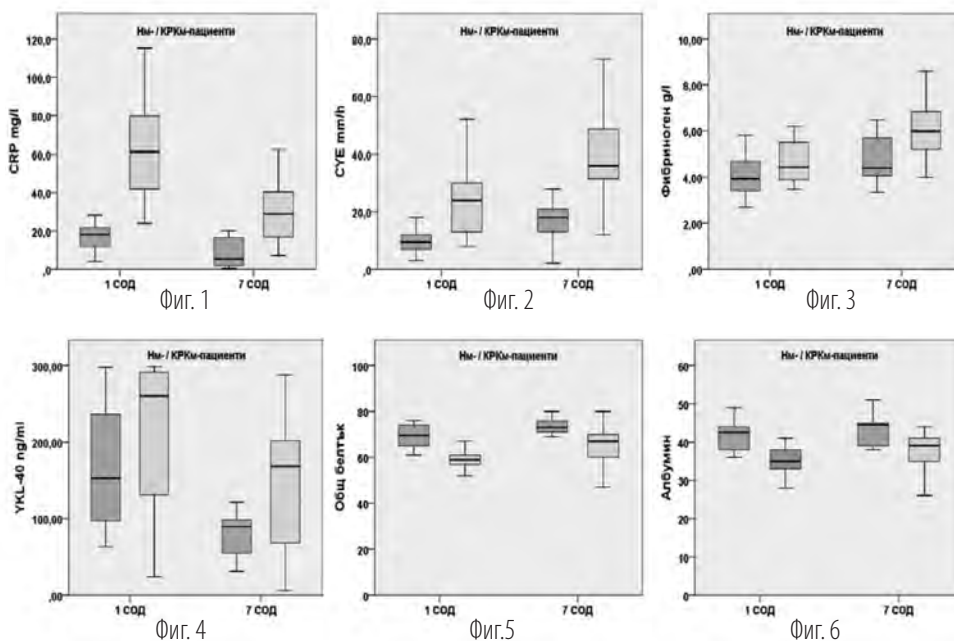 Нм- / КРКм-пациенти
CRP mg/l
120,0
100,0
80,0
60,0
40,0
20,0
,0
1 СОД
7 СОД
Фиг. 1
Нм- / КРКм-пациенти
СУЕ mm/h
80,0
60,0
40,0
20,0
,0
1 СОД
7 СОД
Фиг. 2
Нм- / КРКм-пациенти
Фибриноген g/l
10,00
8,00
6,00
4,00
2,00
,00
1 СОД
7 СОД
Фиг. 3
Нм- / КРКм-пациенти
YKL-40 ng/ml
300,00
200,00
100,00
,00
1 СОД
7 СОД
Фиг. 4
Нм- / КРКм-пациенти
Общ белтък
100
80
60
40
20
0
1 СОД
7 СОД
Фиг.5
Нм- / КРКм-пациенти
Албумин
60
50
40
30
20
10
0
1 СОД
7 СОД
Фиг. 6